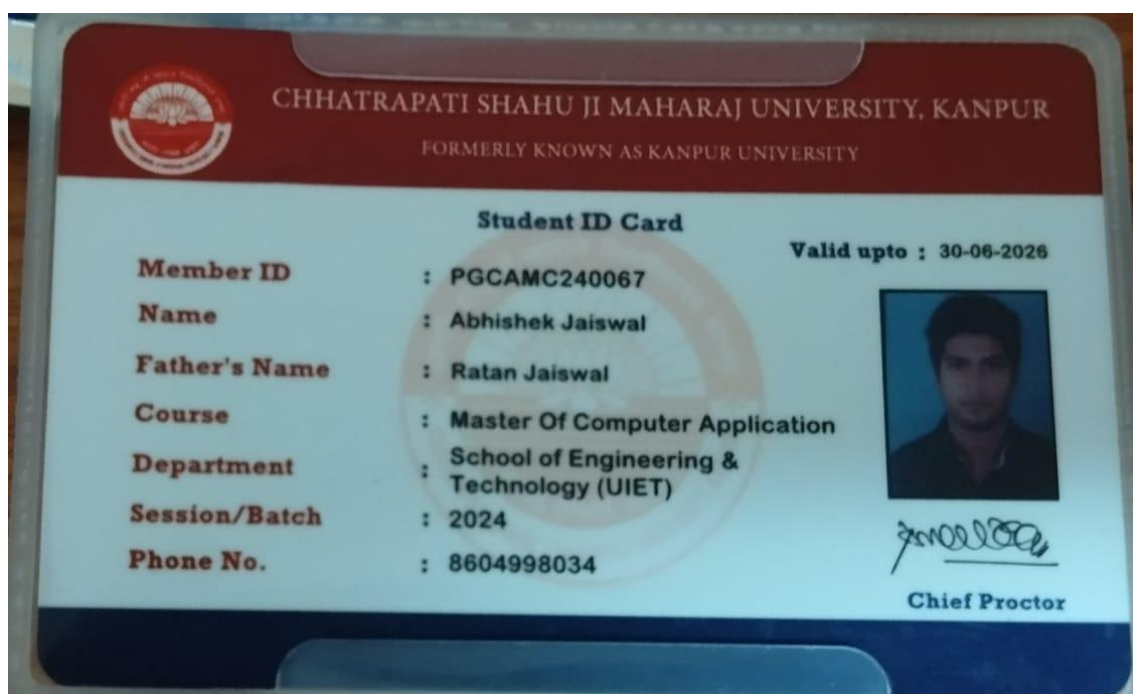 CHHATRAPATI SHAHU JI MAHARAJ UNIVERSITY, KANPUR
FORMERLY KNOWN AS KANPUR UNIVERSITY
Student ID Card
Valid upto : 30-06-2026
Member ID : PGCAMC240067
Name : Abhishek Jaiswal
Father's Name : Ratan Jaiswal
Course : Master Of Computer Application
Department : School of Engineering &
Technology (UIET)
Session/Batch : 2024
Phone No. : 8604998034
Chief Proctor